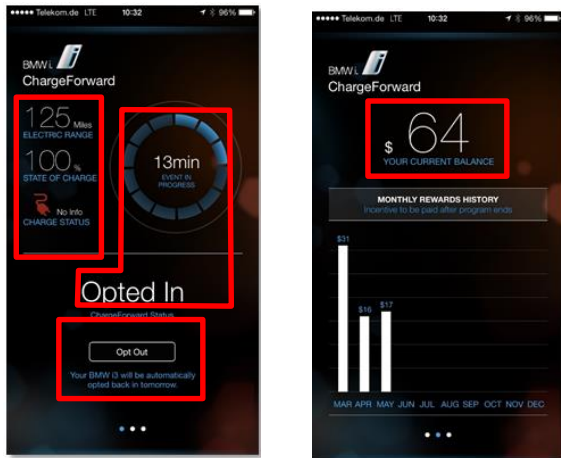 Telekom.de LTE 10:32 96%
BMW i
ChargeForward
125 Miles
ELECTRIC RANGE
100 %
STATE OF CHARGE
No info
CHARGE STATUS
13min
EVENT IN
PROGRESS
Opted In
ChargeForward Status
Opt Out
Your BMW i3 will be automatically
opted back in tomorrow.
Telekom.de LTE 10:32 96%
BMW i
ChargeForward
$ 64
YOUR CURRENT BALANCE
MONTHLY REWARDS HISTORY
Incentive to be paid after program ends
$31
$16 $17
MAR APR MAY JUN JUL AUG SEP OCT NOV DEC